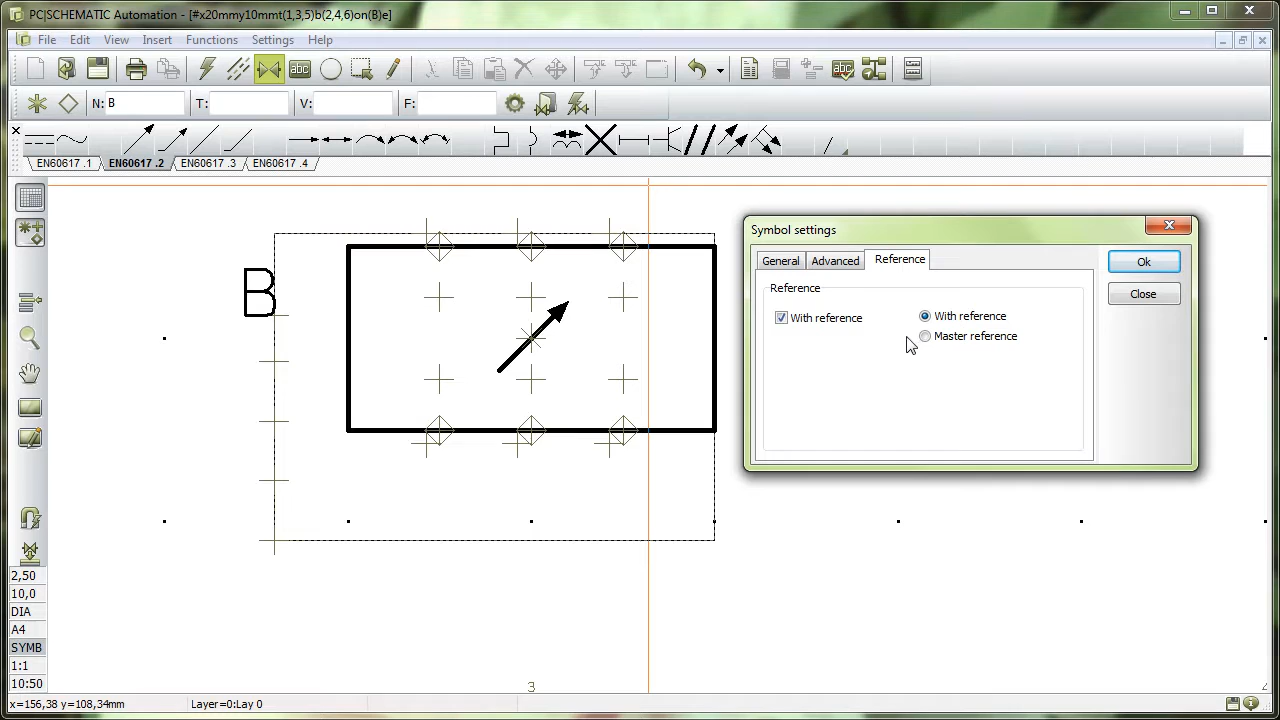 PC|SCHEMATIC Automation - [#x20mmy10mmt(1,3,5)b(2,4,6)on(B)e]
File Edit View Insert Functions Settings Help
abc abc
N: B T: V: F:
EN60617 .1 EN60617 .2 EN60617 .3 EN60617 .4
B
Symbol settings
General Advanced Reference
Ok
Close
Reference
With reference
With reference
Master reference
2,50
10,0
DIA
A4
SYMB
1:1
10:50
3
x=156,38 y=108,34mm Layer=0:Lay 0